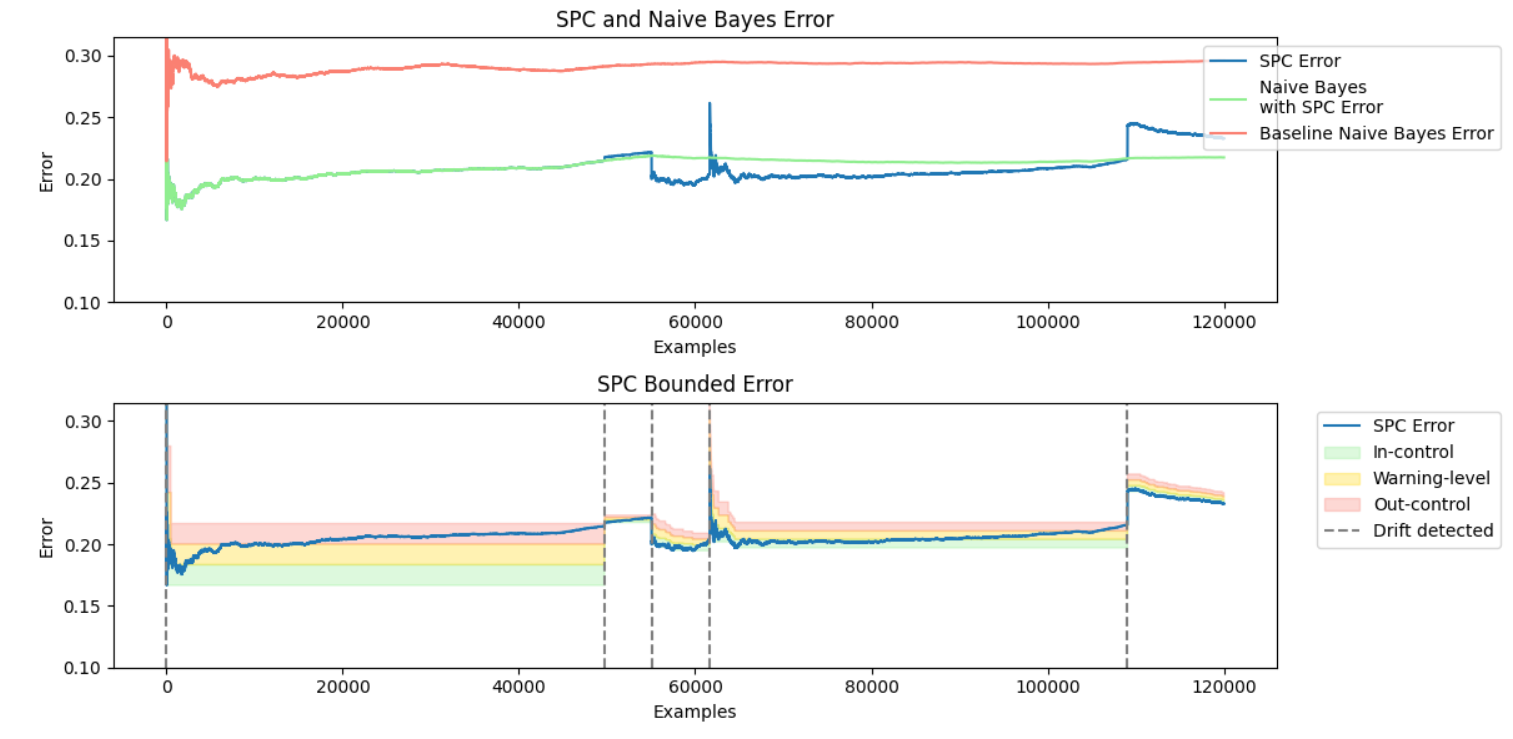 SPC and Naive Bayes Error
0.30
0.25
0.20
0.15
0.10
Error
0
20000
40000
60000
80000
100000
120000
Examples
SPC Error
Naive Bayes
with SPC Error
Baseline Naive Bayes Error
SPC Bounded Error
0.30
0.25
0.20
0.15
0.10
Error
0
20000
40000
60000
80000
100000
120000
Examples
SPC Error
In-control
Warning-level
Out-control
Drift detected